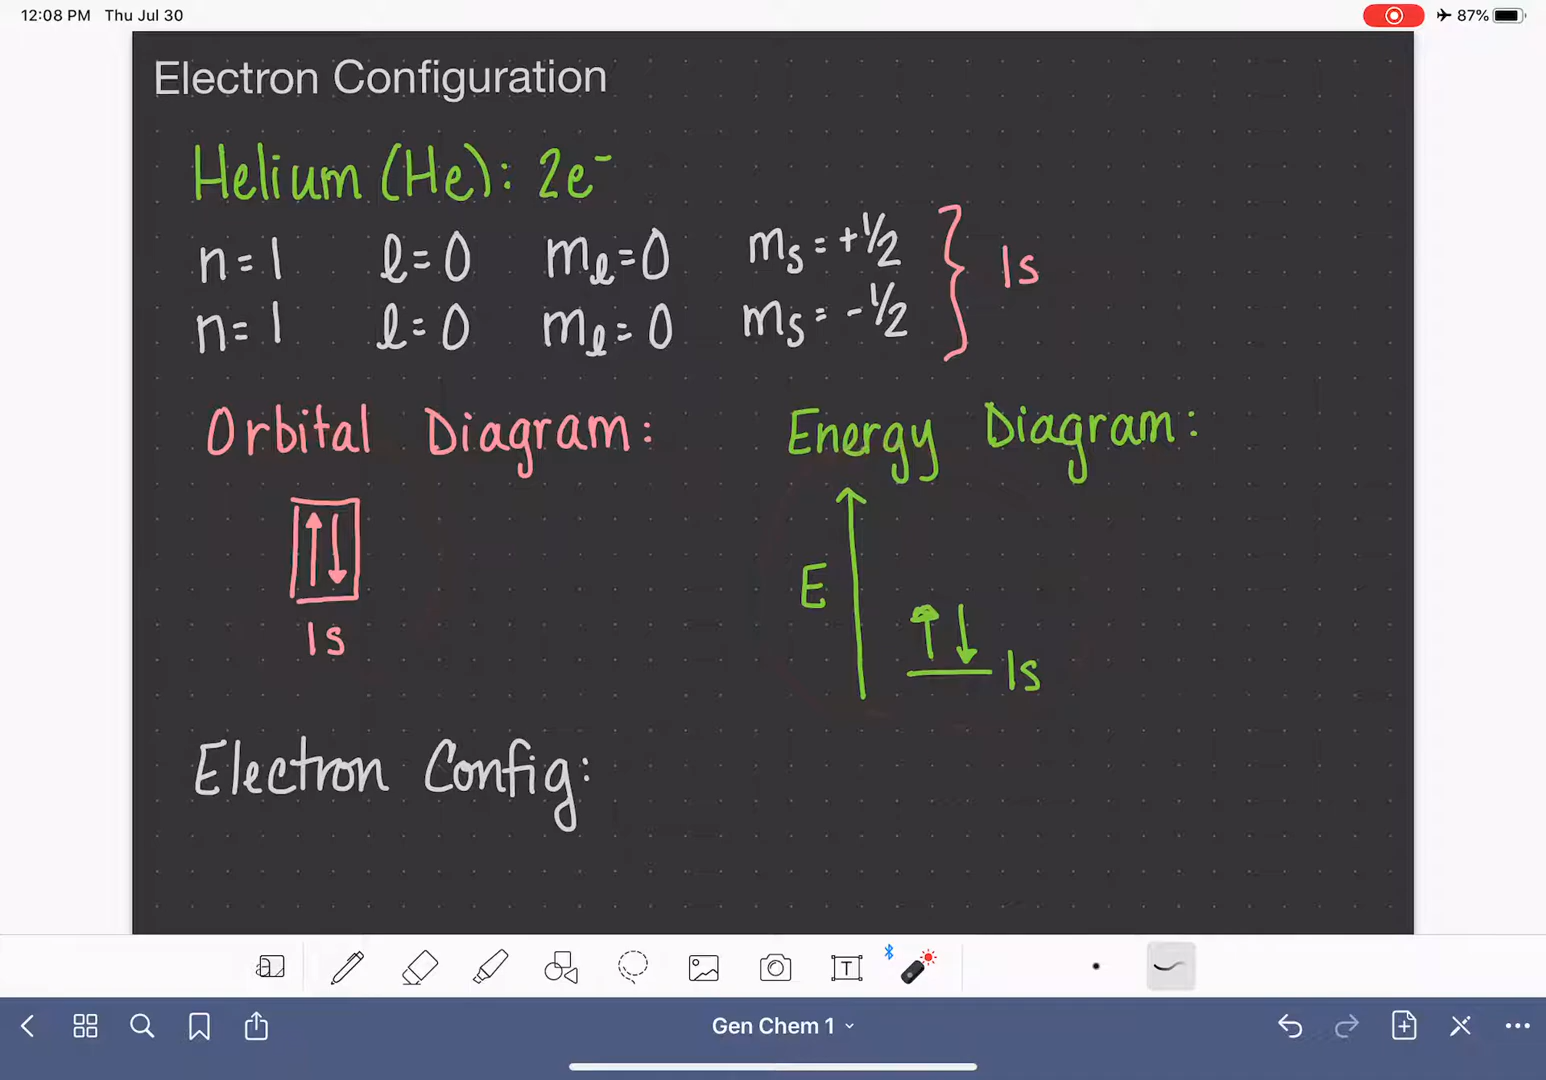 12:08 PM Thu Jul 30
87%
Electron Configuration
Helium (He): 2e⁻
n=1 ℓ=0 mℓ=0 ms=+1/2
1s
n=1 ℓ=0 mℓ=0 ms=-1/2
Orbital Diagram:
Energy Diagram:
E
1s
1s
Electron Config:
T
Gen Chem 1